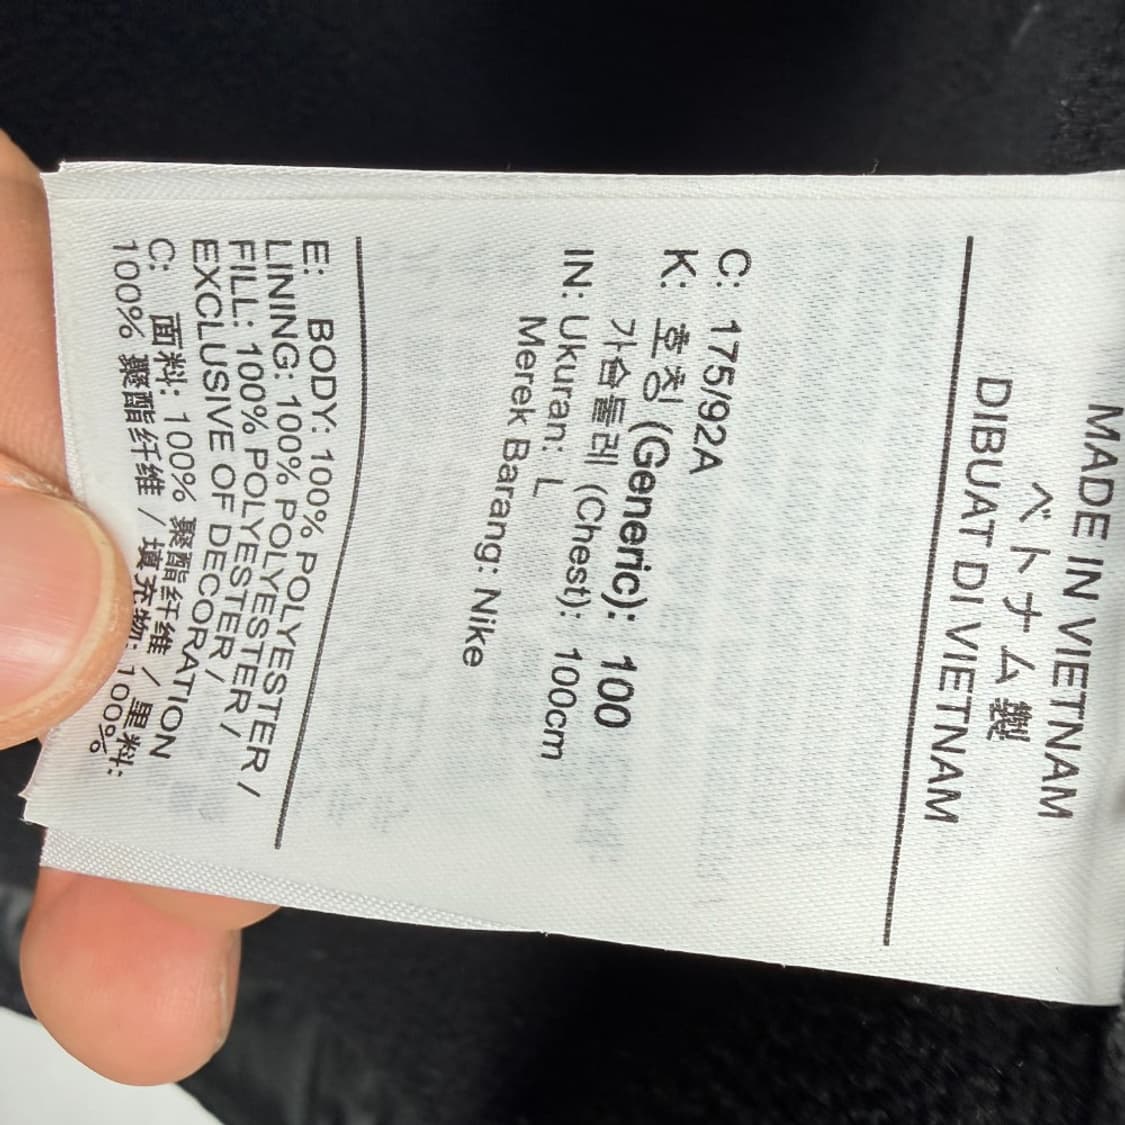 MADE IN VIETNAM
ベトナム製
DIBUAT DI VIETNAM
C: 175/92A
K: 호칭 (Generic): 100
가슴둘레 (Chest): 100cm
IN: Ukuran: L
Merek Barang: Nike
E: BODY: 100% POLYESTER /
LINING: 100% POLYESTER /
FILL: 100% POLYESTER /
EXCLUSIVE OF DECORATION
C: 面料: 100% 聚酯纤维 / 里料:
100% 聚酯纤维 / 填充物: 100%